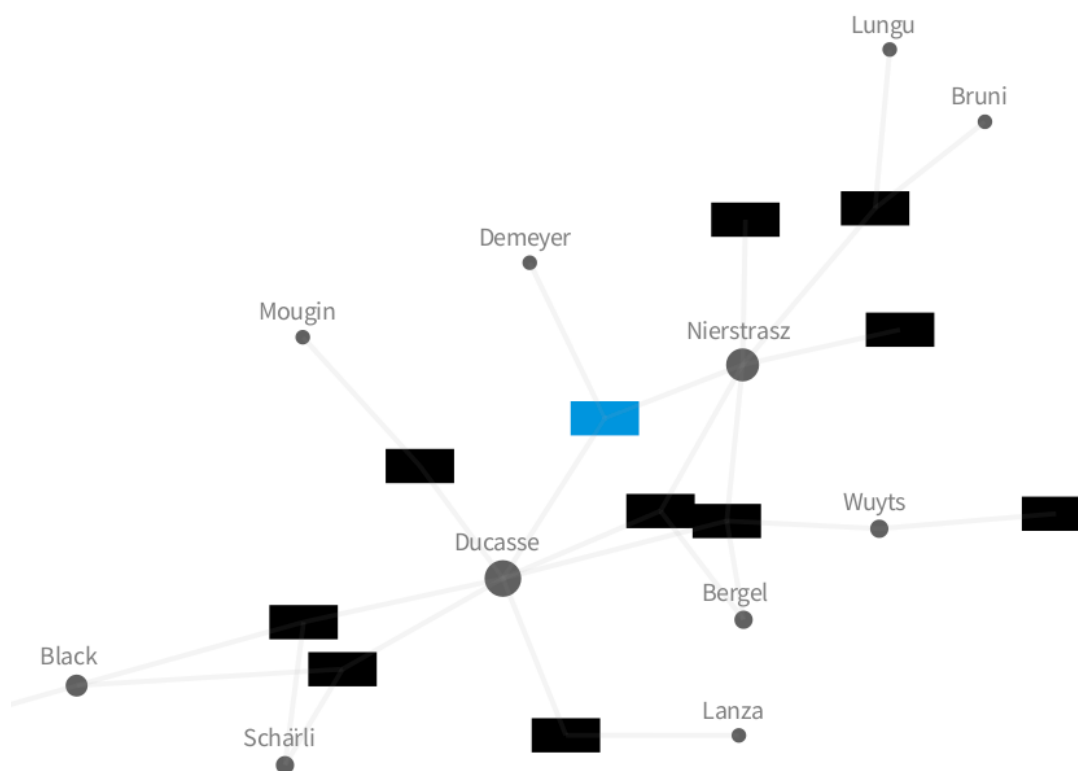 Lungu
Bruni
Demeyer
Mougin
Nierstrasz
Wuyts
Ducasse
Bergel
Black
Lanza
Schärli